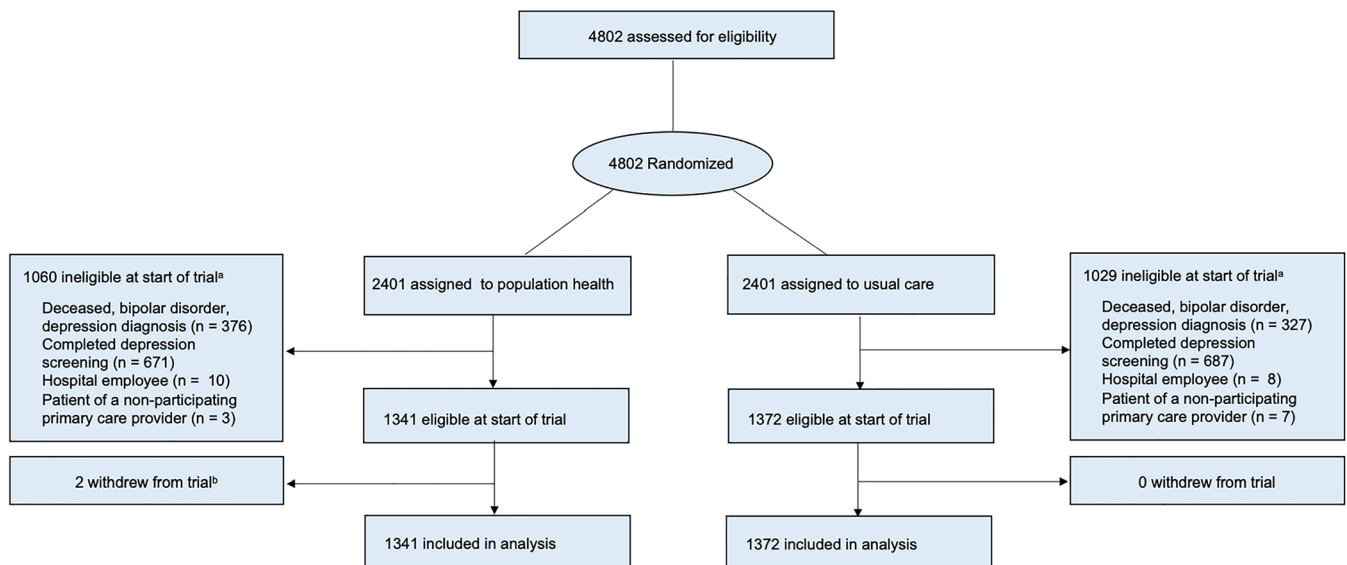 4802 assessed for eligibility
4802 Randomized
1060 ineligible at start of trialᵃ
Deceased, bipolar disorder,
depression diagnosis (n = 376)
Completed depression
screening (n = 671)
Hospital employee (n = 10)
Patient of a non-participating
primary care provider (n = 3)
2401 assigned to population health
2401 assigned to usual care
1029 ineligible at start of trialᵃ
Deceased, bipolar disorder,
depression diagnosis (n = 327)
Completed depression
screening (n = 687)
Hospital employee (n = 8)
Patient of a non-participating
primary care provider (n = 7)
1341 eligible at start of trial
1372 eligible at start of trial
2 withdrew from trialᵇ
0 withdrew from trial
1341 included in analysis
1372 included in analysis